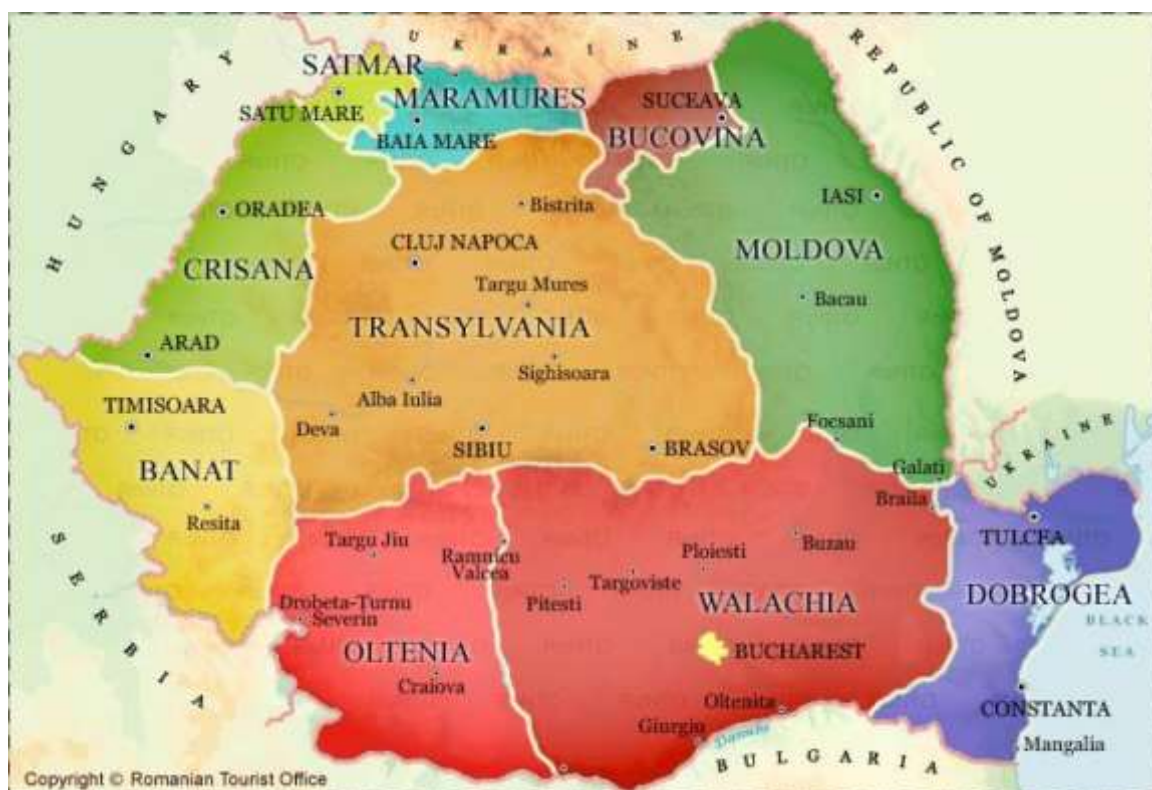 HUNGARY
UKRAINE
REPUBLIC OF MOLDOVA
SATMAR
SATU MARE
MARAMURES
BAIA MARE
SUCEAVA
BUCOVINA
ORADEA
CRISANA
ARAD
Bistrita
CLUJ NAPOCA
Targu Mures
TRANSYLVANIA
Sighisoara
Alba Iulia
Deva
SIBIU
BRASOV
IASI
MOLDOVA
Bacau
Focsani
Galati
Braila
UKRAINE
TIMISOARA
BANAT
Resita
SERBIA
Targu Jiu
Ramnicu
Valcea
Drobeta-Turnu
Severin
OLTENIA
Craiova
Ploiesti
Buzau
Targoviste
Pitesti
WALACHIA
BUCHAREST
Oltenita
Giurgiu
Danube
BULGARIA
TULCEA
DOBROGEA
BLACK
SEA
CONSTANTA
Mangalia
Copyright © Romanian Tourist Office